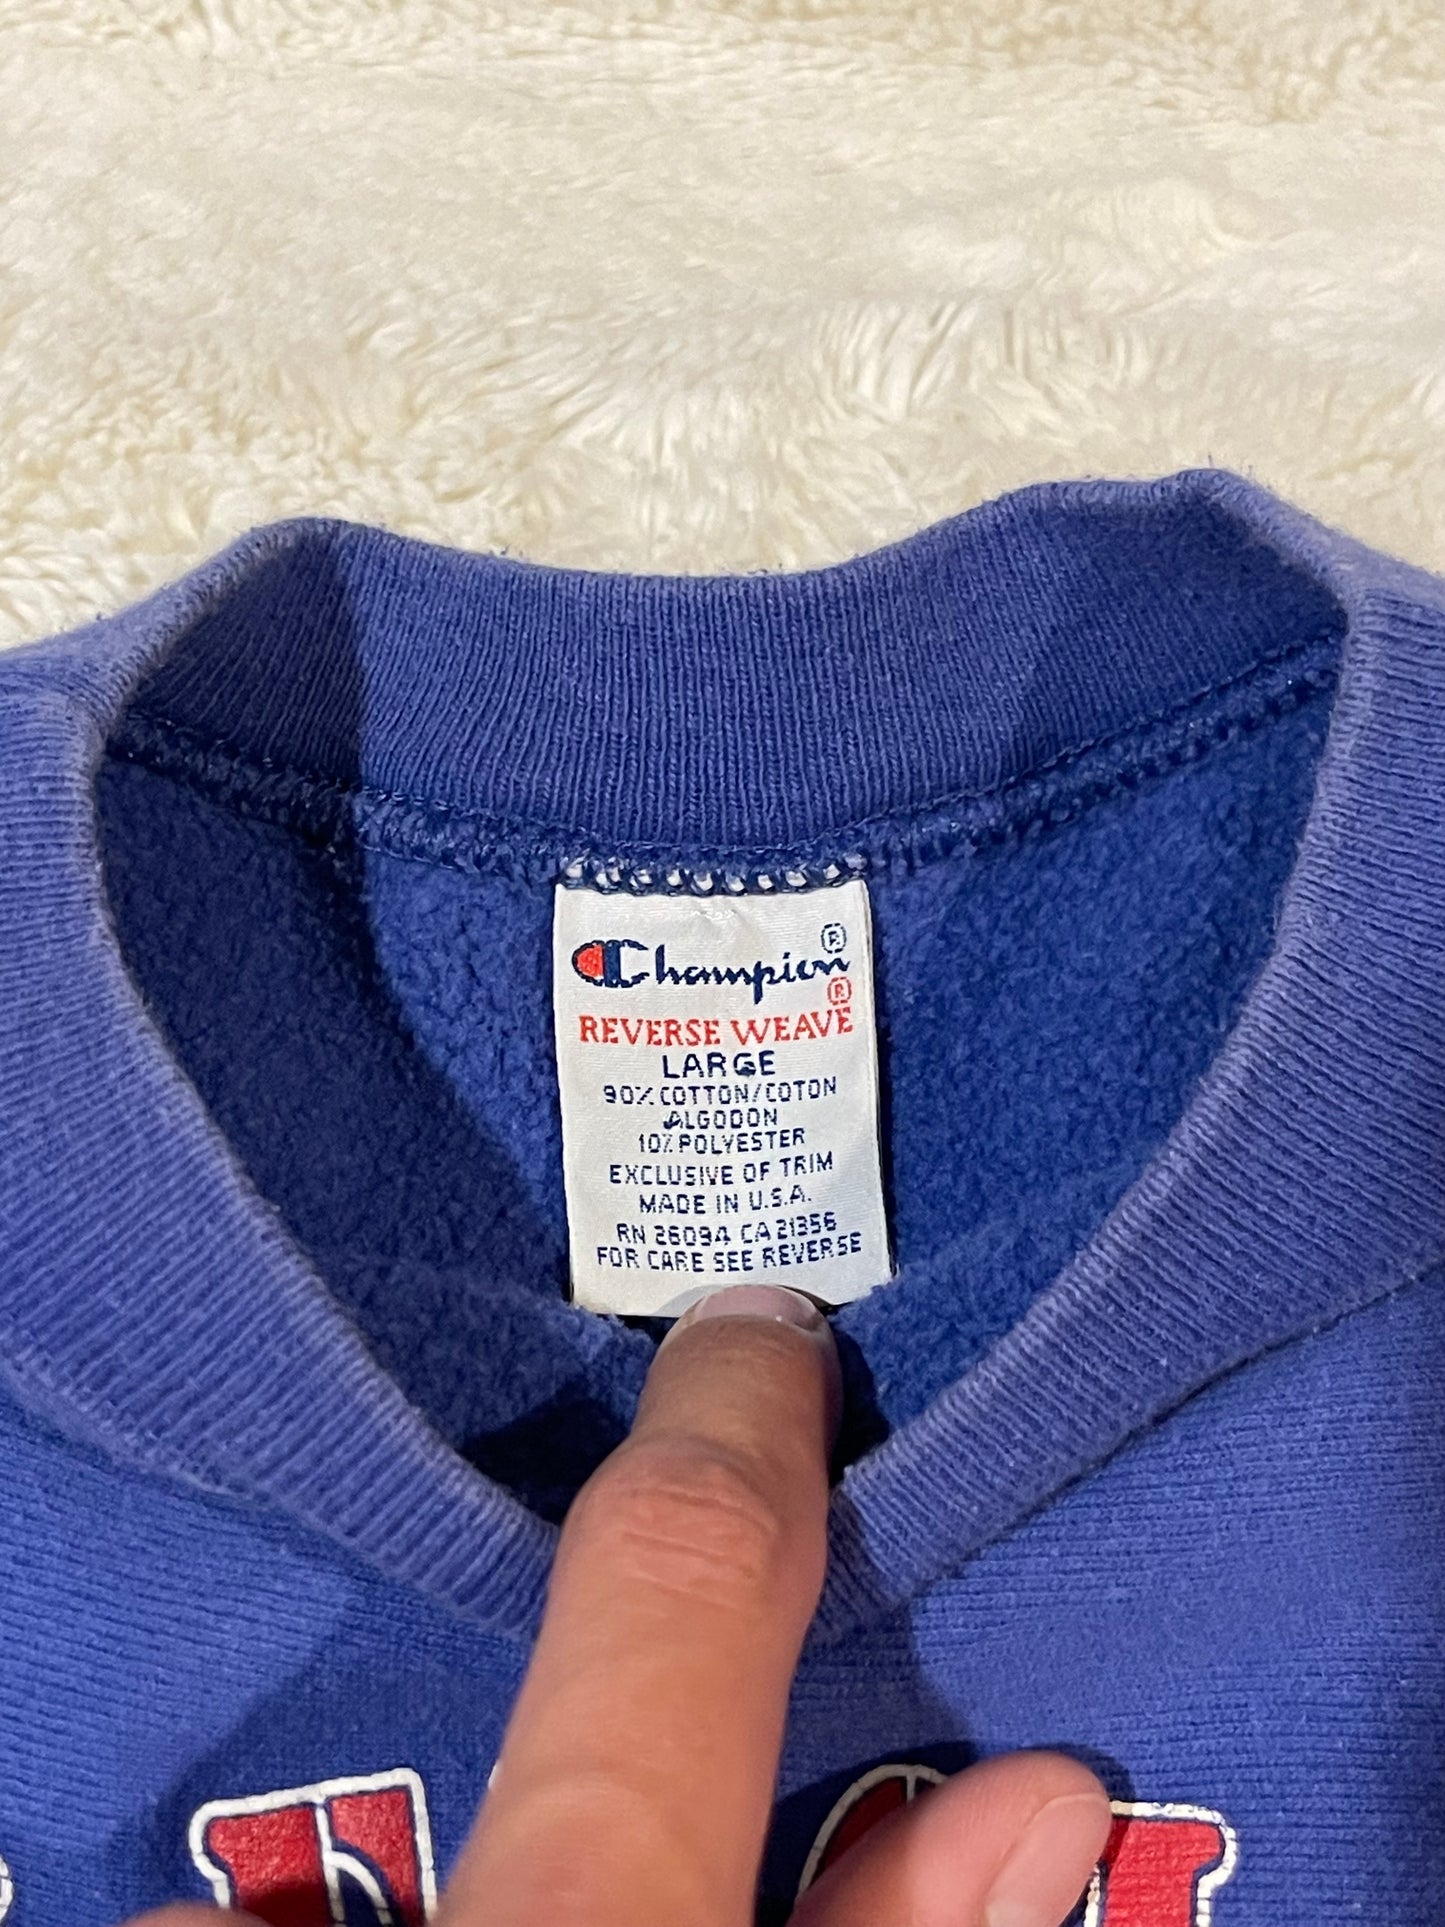 Champion®
REVERSE WEAVE®
LARGE
90% COTTON/COTON
ALGODON
10% POLYESTER
EXCLUSIVE OF TRIM
MADE IN U.S.A.
RN 26094 CA 21356
FOR CARE SEE REVERSE